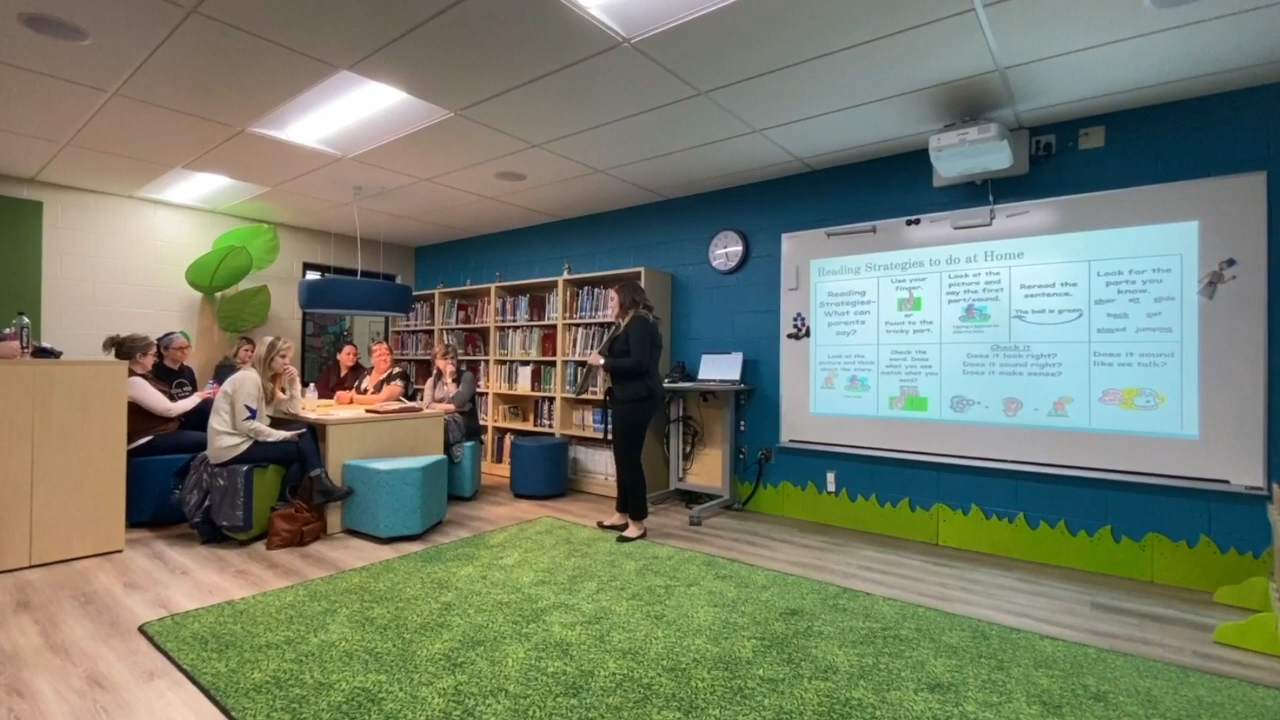 Reading Strategies to do at Home
Reading
Strategies-
What can
parents
say?
Use your
finger.
or
Point to the
tricky part.
Look at the
picture and
say the first
part/sound.
Reread the
sentence.
The ball is green.
Look for the
parts you
know.
back
played jumping
Look at the
picture and think
about the story.
Check the
word. Does
what you see
match what you
Check it
Does it look right?
Does it sound right?
Does it make sense?
Does it sound
like we talk?